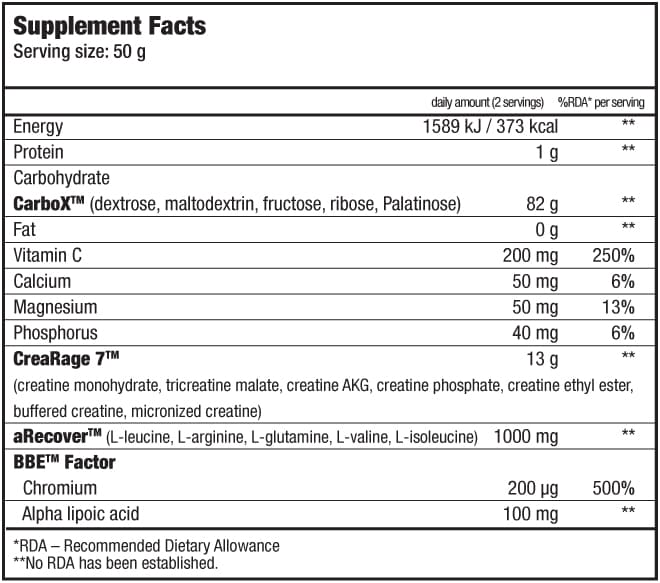 Supplement Facts
Serving size: 50 g
daily amount (2 servings) %RDA* per serving
Energy 1589 kJ / 373 kcal **
Protein 1 g **
Carbohydrate
CarboX™ (dextrose, maltodextrin, fructose, ribose, Palatinose) 82 g **
Fat 0 g **
Vitamin C 200 mg 250%
Calcium 50 mg 6%
Magnesium 50 mg 13%
Phosphorus 40 mg 6%
CreaRage 7™ 13 g **
(creatine monohydrate, tricreatine malate, creatine AKG, creatine phosphate, creatine ethyl ester,
buffered creatine, micronized creatine)
aRecover™ (L-leucine, L-arginine, L-glutamine, L-valine, L-isoleucine) 1000 mg **
BBE™ Factor
Chromium 200 µg 500%
Alpha lipoic acid 100 mg **
*RDA – Recommended Dietary Allowance
**No RDA has been established.